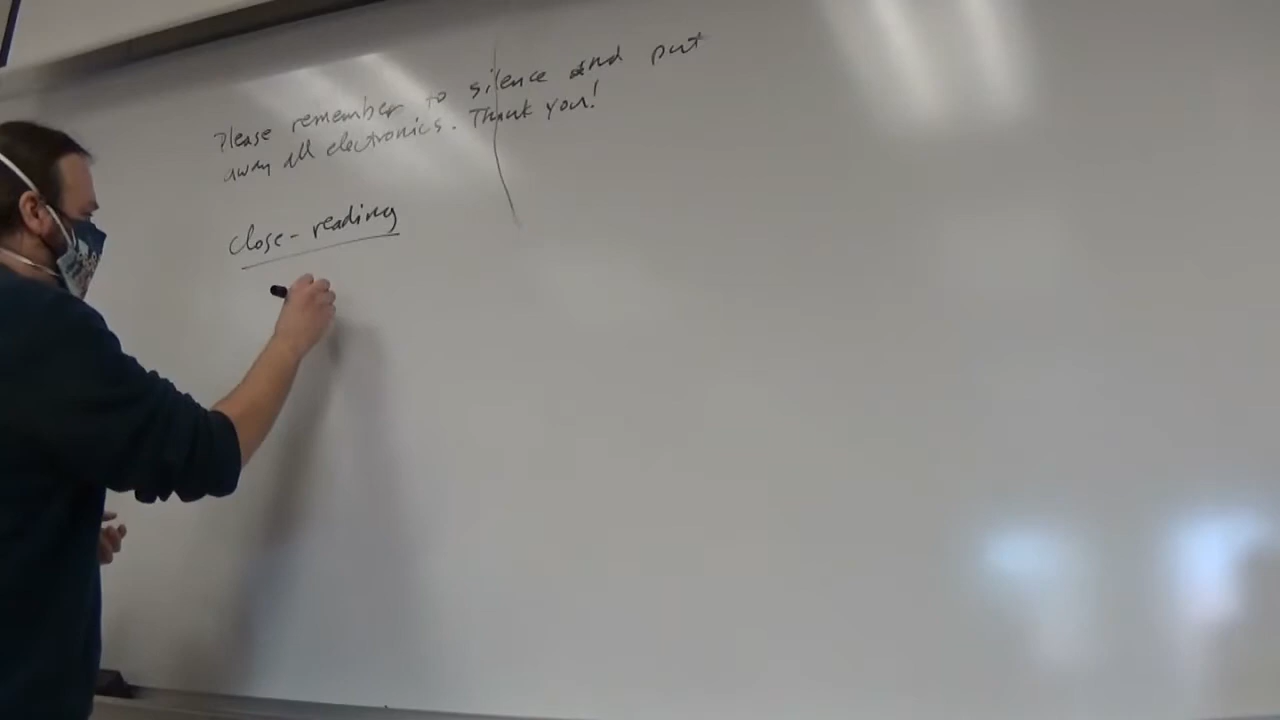 Please remember to silence and put
away all electronics. Thank you!
close-reading